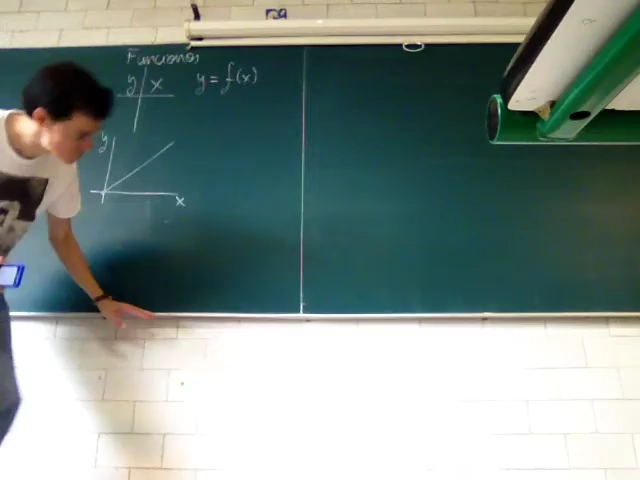 Funciones
y x
y = f(x)
y
x